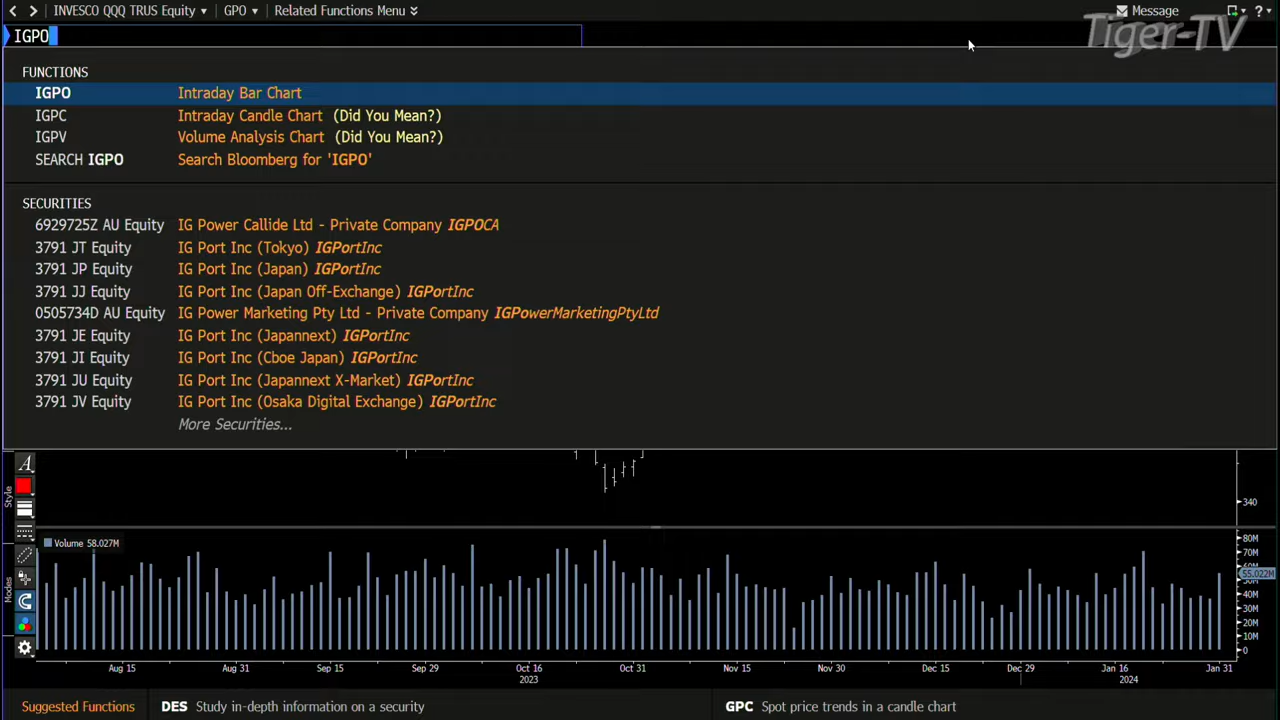 INVESCO QQQ TRUS Equity GPO Related Functions Menu Message ?
Tiger-TV
IGPO
FUNCTIONS
IGPO Intraday Bar Chart
IGPC Intraday Candle Chart (Did You Mean?)
IGPV Volume Analysis Chart (Did You Mean?)
SEARCH IGPO Search Bloomberg for 'IGPO'
SECURITIES
6929725Z AU Equity IG Power Callide Ltd - Private Company IGPOCA
3791 JT Equity IG Port Inc (Tokyo) IGPortInc
3791 JP Equity IG Port Inc (Japan) IGPortInc
3791 JJ Equity IG Port Inc (Japan Off-Exchange) IGPortInc
0505734D AU Equity IG Power Marketing Pty Ltd - Private Company IGPowerMarketingPtyLtd
3791 JE Equity IG Port Inc (Japannext) IGPortInc
3791 JI Equity IG Port Inc (Cboe Japan) IGPortInc
3791 JU Equity IG Port Inc (Japannext X-Market) IGPortInc
3791 JV Equity IG Port Inc (Osaka Digital Exchange) IGPortInc
More Securities...
A
Style
340
Volume 58.027M
80M
70M
55.022M
40M
30M
20M
10M
0
Modes
Aug 15 Aug 31 Sep 15 Sep 29 Oct 16 Oct 31 Nov 15 Nov 30 Dec 15 Dec 29 Jan 16 Jan 31
2023 2024
Suggested Functions DES Study in-depth information on a security GPC Spot price trends in a candle chart